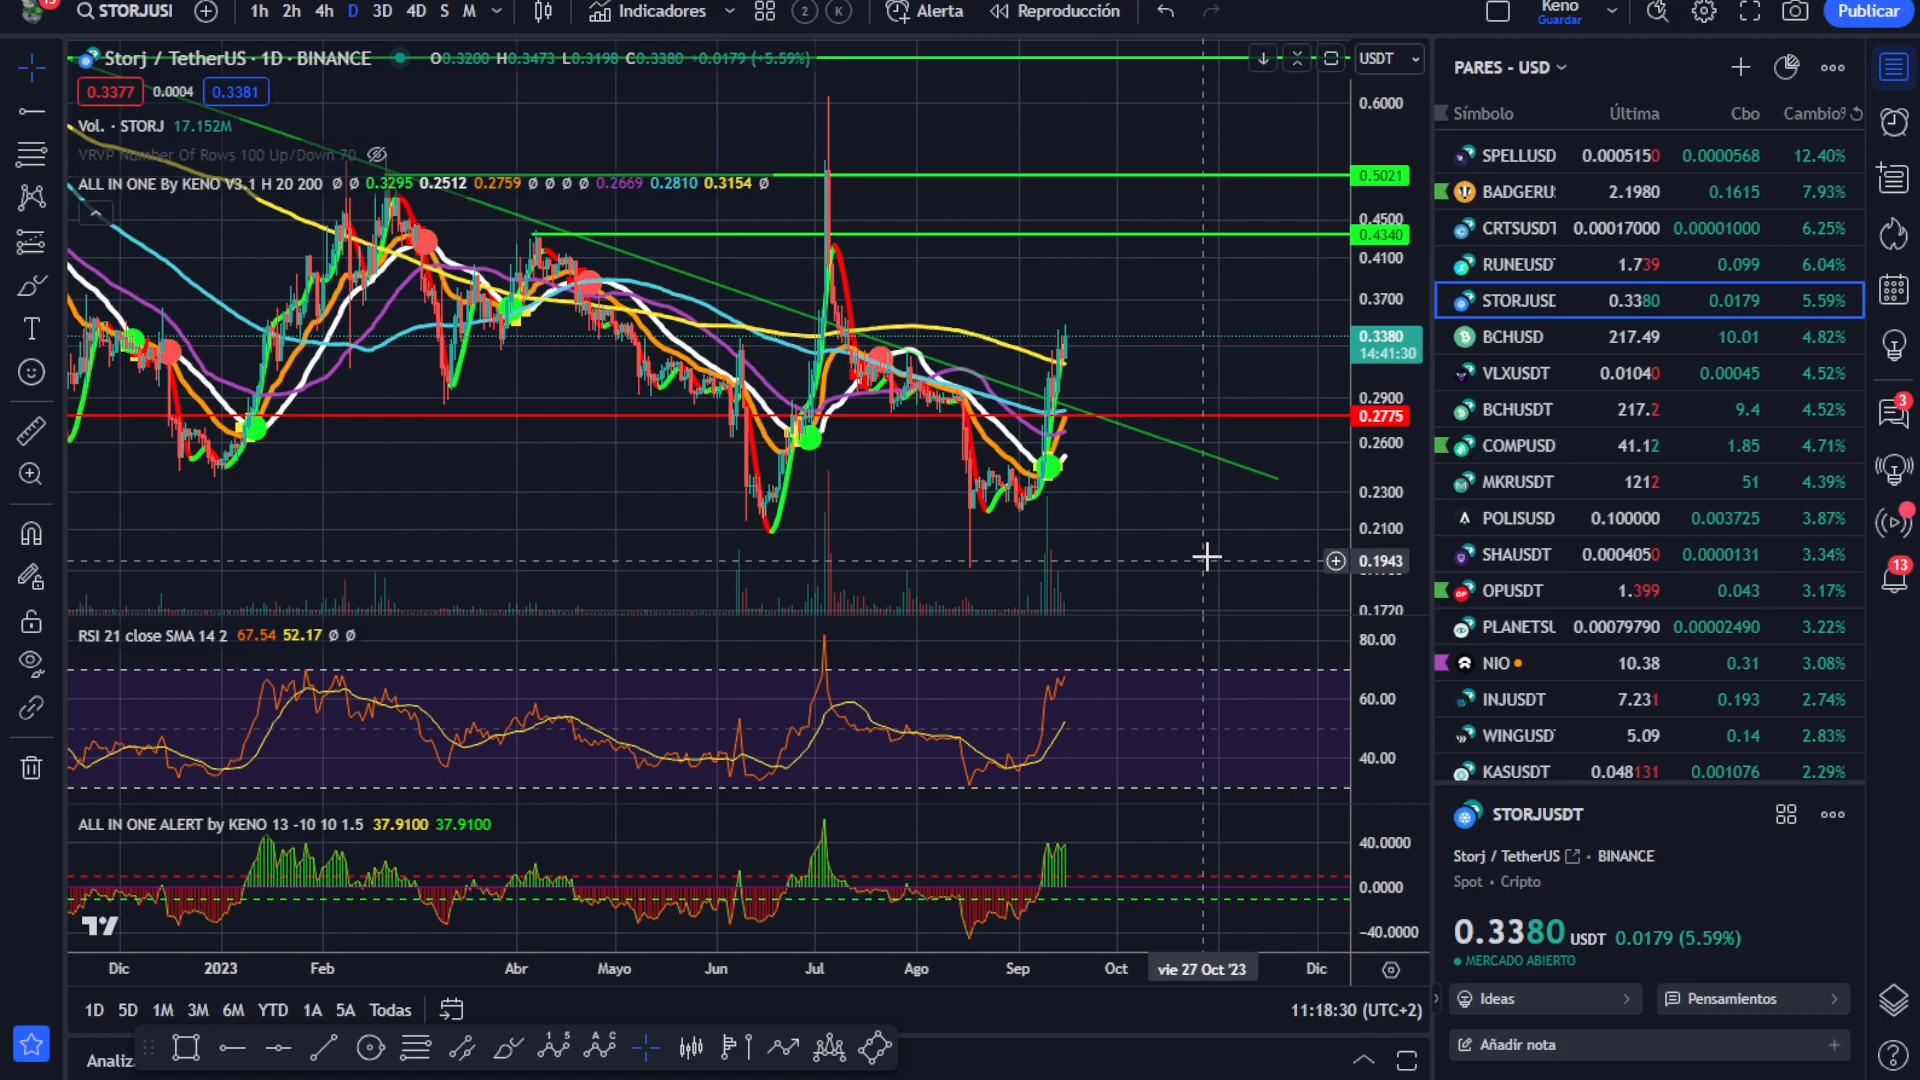 13
STORJUSI
1h 2h 4h D 3D 4D S M
Indicadores
2 K
Alerta
Reproducción
Keno
Guardar
Publicar
Storj / TetherUS · 1D · BINANCE O0.3200 H0.3473 L0.3198 C0.3380 +0.0179 (+5.59%)
USDT
0.3377 0.0004 0.3381
Vol. · STORJ 17.152M
VRVP Number Of Rows 100 Up/Down 70
ALL IN ONE By KENO V3.1 H 20 200 Ø Ø 0.3295 0.2512 0.2759 Ø Ø Ø Ø 0.2669 0.2810 0.3154 Ø
0.6000
0.5021
0.4500
0.4340
0.4100
0.3700
0.3380
14:41:30
0.2900
0.2775
0.2600
0.2300
0.2100
0.1943
0.1720
RSI 21 close SMA 14 2 67.54 52.17 Ø Ø
80.00
60.00
40.00
ALL IN ONE ALERT by KENO 13 -10 10 1.5 37.9100 37.9100
40.0000
0.0000
−40.0000
Dic 2023 Feb Abr Mayo Jun Jul Ago Sep Oct vie 27 Oct '23 Dic
1D 5D 1M 3M 6M YTD 1A 5A Todas
11:18:30 (UTC+2)
Analiz
PARES - USD
Símbolo Última Cbo Cambio%
SPELLUSD 0.0005150 0.0000568 12.40%
BADGERU: 2.1980 0.1615 7.93%
CRTSUSDT 0.00017000 0.00001000 6.25%
RUNEUSD 1.739 0.099 6.04%
STORJUSD 0.3380 0.0179 5.59%
BCHUSD 217.49 10.01 4.82%
VLXUSDT 0.01040 0.00045 4.52%
BCHUSDT 217.2 9.4 4.52%
COMPUSD 41.12 1.85 4.71%
MKRUSDT 1212 51 4.39%
POLISUSD 0.100000 0.003725 3.87%
SHAUSDT 0.0004050 0.0000131 3.34%
OPUSDT 1.399 0.043 3.17%
PLANETSU 0.00079790 0.00002490 3.22%
NIO 10.38 0.31 3.08%
INJUSDT 7.231 0.193 2.74%
WINGUSD 5.09 0.14 2.83%
KASUSDT 0.048131 0.001076 2.29%
STORJUSDT
Storj / TetherUS • BINANCE
Spot • Cripto
0.3380 USDT 0.0179 (5.59%)
MERCADO ABIERTO
Ideas
Pensamientos
Añadir nota
3
13